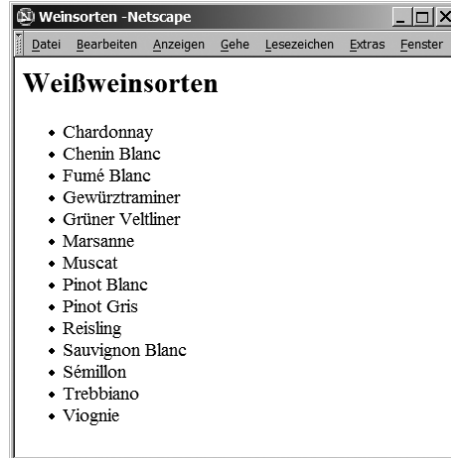 Weinsorten -Netscape
Datei Bearbeiten Anzeigen Gehe Lesezeichen Extras Fenster
Weißweinsorten
Chardonnay
Chenin Blanc
Fumé Blanc
Gewürztraminer
Grüner Veltliner
Marsanne
Muscat
Pinot Blanc
Pinot Gris
Reisling
Sauvignon Blanc
Sémillon
Trebbiano
Viognie